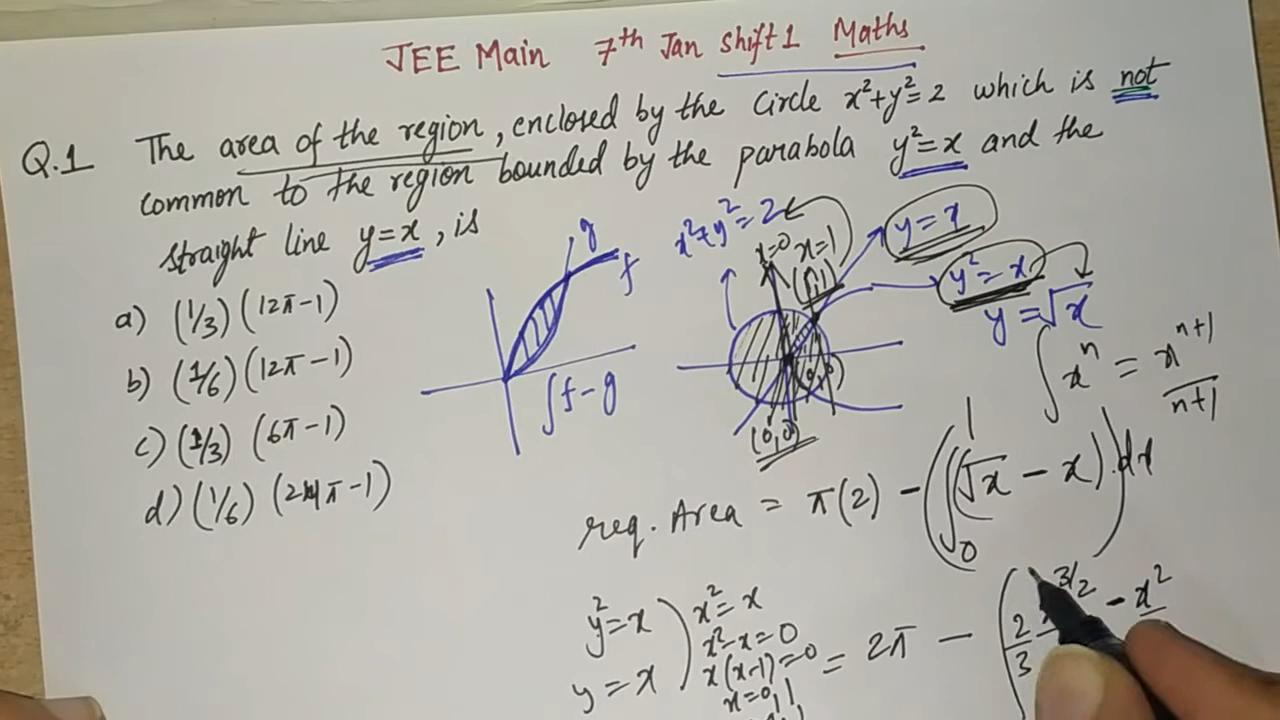 JEE Main 7th Jan Shift 1 Maths
Q.1 The area of the region, enclosed by the Circle x²+y²=2 which is not
common to the region bounded by the parabola y²=x and the
straight line y=x, is
a) (1/3) (12π-1)
b) (1/6) (12π-1)
c) (1/3) (6π-1)
d) (1/6) (24π-1)
g
f
∫f-g
x²+y²=2
x=0 x=1
(1,1)
(0,0)
(0,0)
y=x
y²=x
y=√x
∫xⁿ = xⁿ⁺¹/n+1
req. Area = π(2) - (∫₀¹(√x - x)dx)
y²=x
y=x
x²=x
x²-x=0
x(x-1)=0
x=0,1
= 2π - (2/3 3/2 - x²